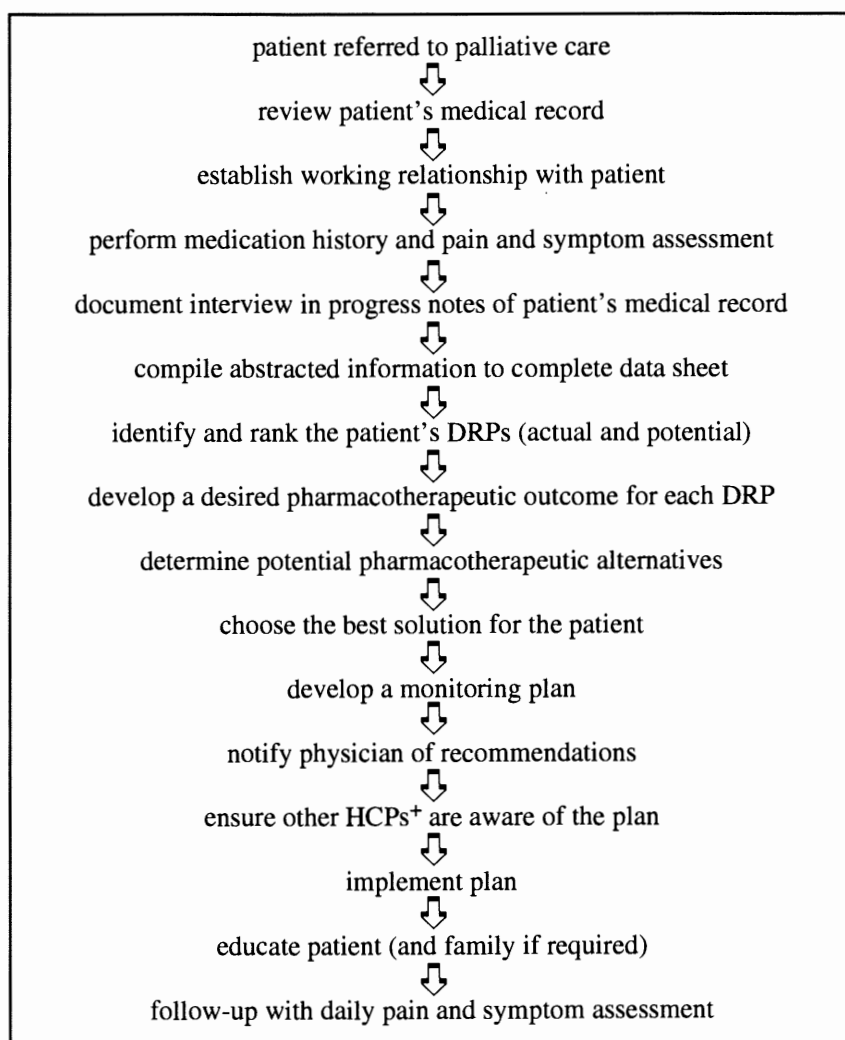 patient referred to palliative care
review patient's medical record
establish working relationship with patient
perform medication history and pain and symptom assessment
document interview in progress notes of patient's medical record
compile abstracted information to complete data sheet
identify and rank the patient's DRPs (actual and potential)
develop a desired pharmacotherapeutic outcome for each DRP
determine potential pharmacotherapeutic alternatives
choose the best solution for the patient
develop a monitoring plan
notify physician of recommendations
ensure other HCPs⁺ are aware of the plan
implement plan
educate patient (and family if required)
follow-up with daily pain and symptom assessment